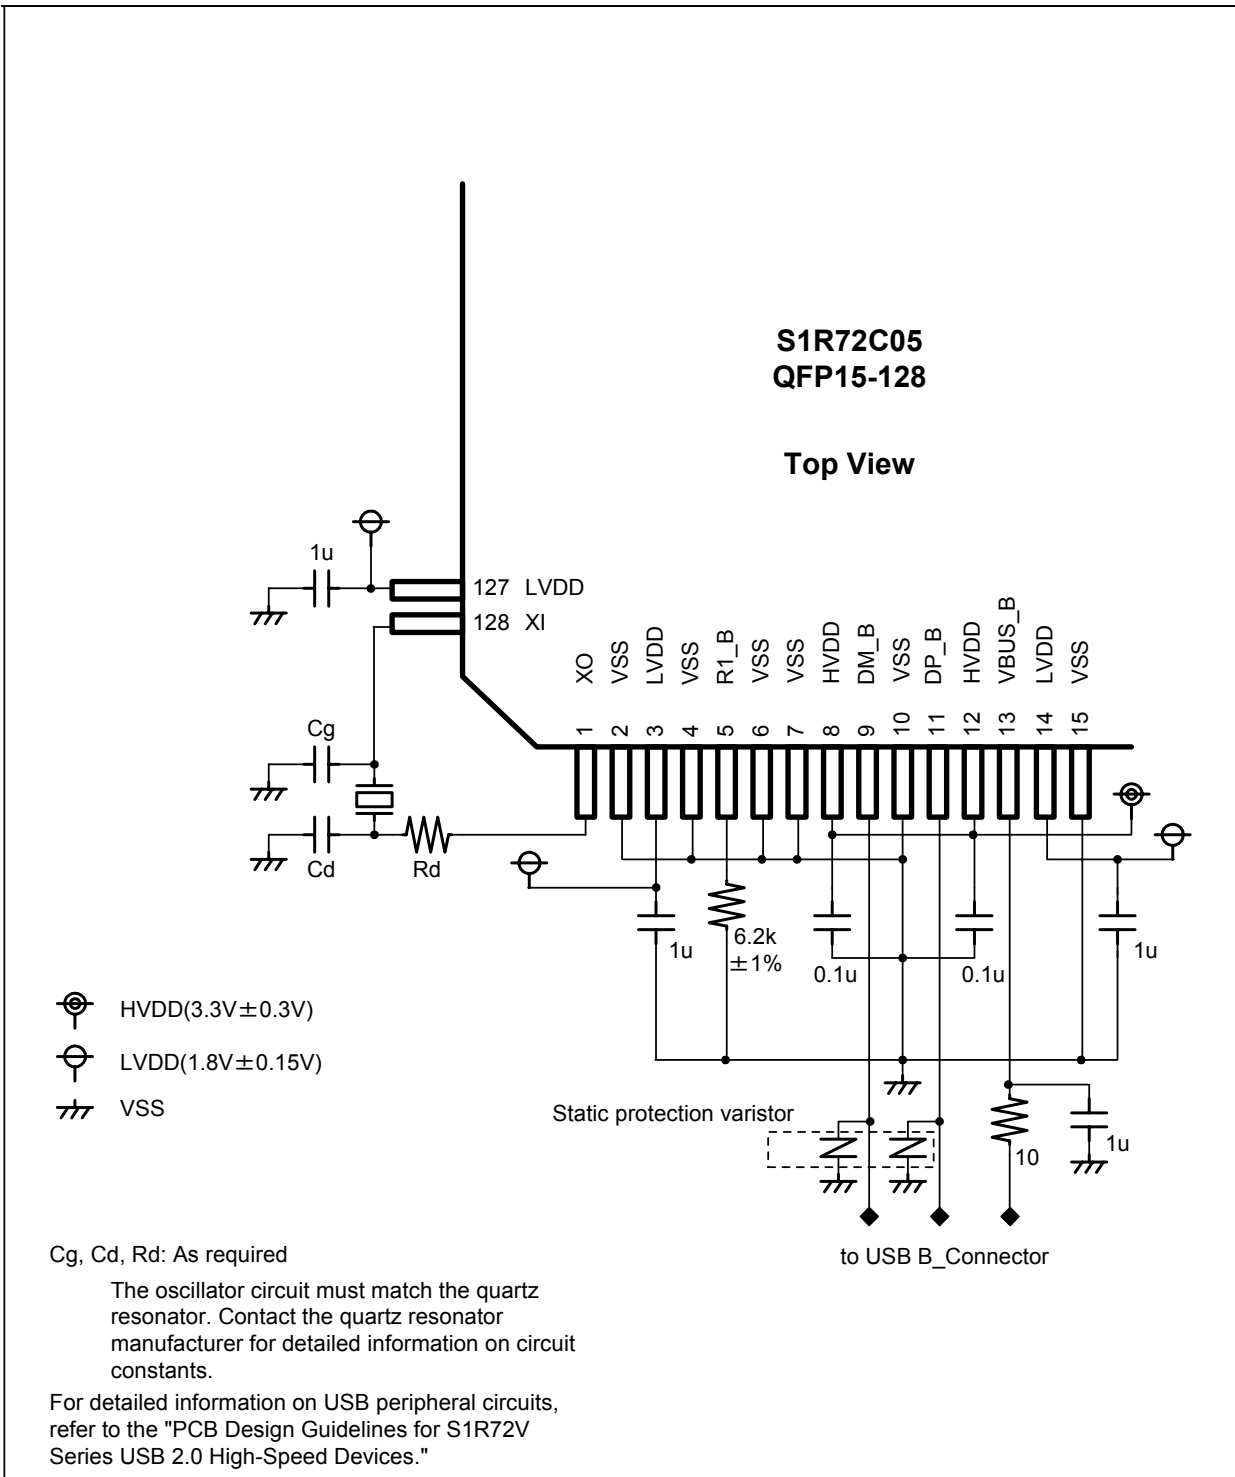 S1R72C05
QFP15-128
Top View
1u
127 LVDD
128 XI
XO
VSS
LVDD
VSS
R1_B
VSS
VSS
HVDD
DM_B
VSS
DP_B
HVDD
VBUS_B
LVDD
VSS
1
2
3
4
5
6
7
8
9
10
11
12
13
14
15
Cg
Cd
Rd
1u
6.2k
±1%
0.1u
0.1u
1u
HVDD(3.3V±0.3V)
LVDD(1.8V±0.15V)
VSS
Static protection varistor
10
1u
to USB B_Connector
Cg, Cd, Rd: As required
The oscillator circuit must match the quartz
resonator. Contact the quartz resonator
manufacturer for detailed information on circuit
constants.
For detailed information on USB peripheral circuits,
refer to the "PCB Design Guidelines for S1R72V
Series USB 2.0 High-Speed Devices."